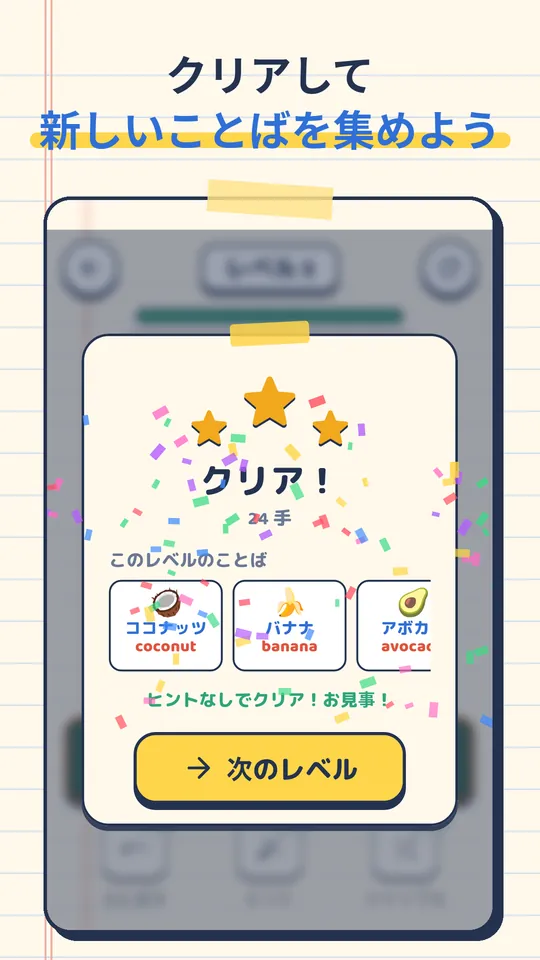 クリアして
新しいことばを集めよう
クリア！
24 手
このレベルのことば
ココナッツ
coconut
バナナ
banana
アボカ
avocac
ヒントなしでクリア！お見事！
→ 次のレベル